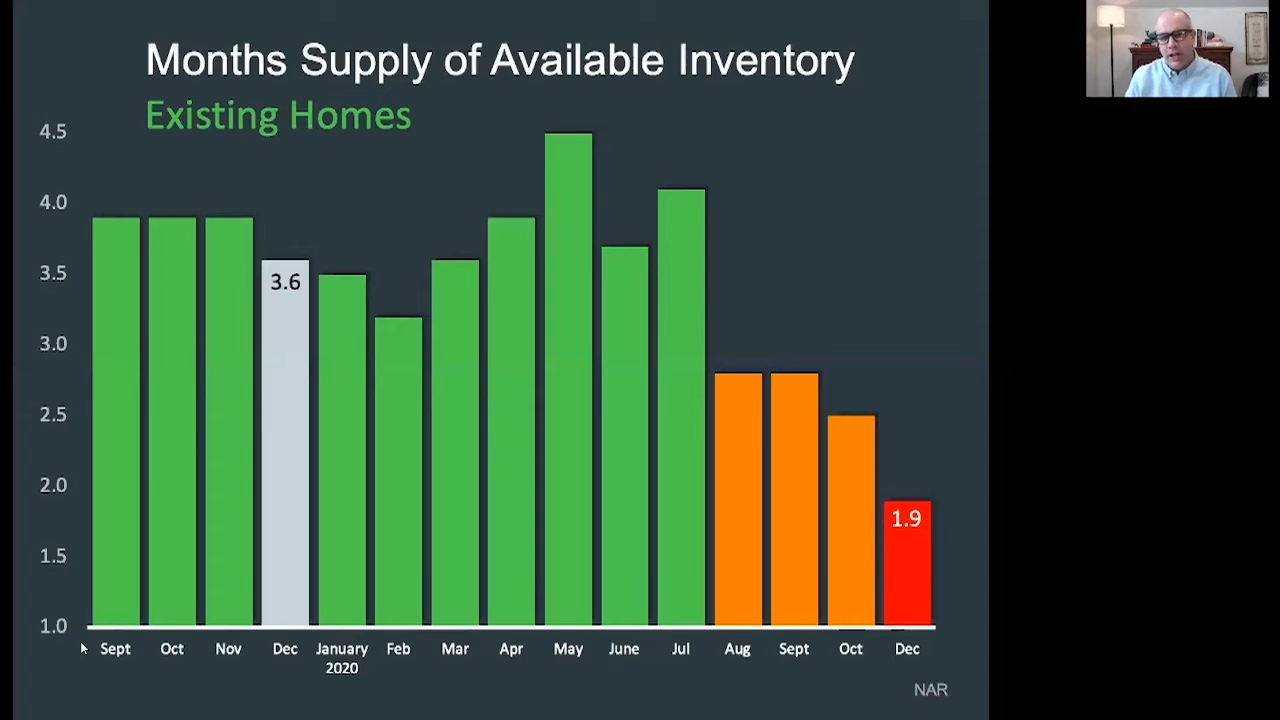 Months Supply of Available Inventory
Existing Homes
4.5
4.0
3.5
3.0
2.5
2.0
1.5
1.0
3.6
1.9
Sept Oct Nov Dec January Feb Mar Apr May June Jul Aug Sept Oct Dec
2020
NAR